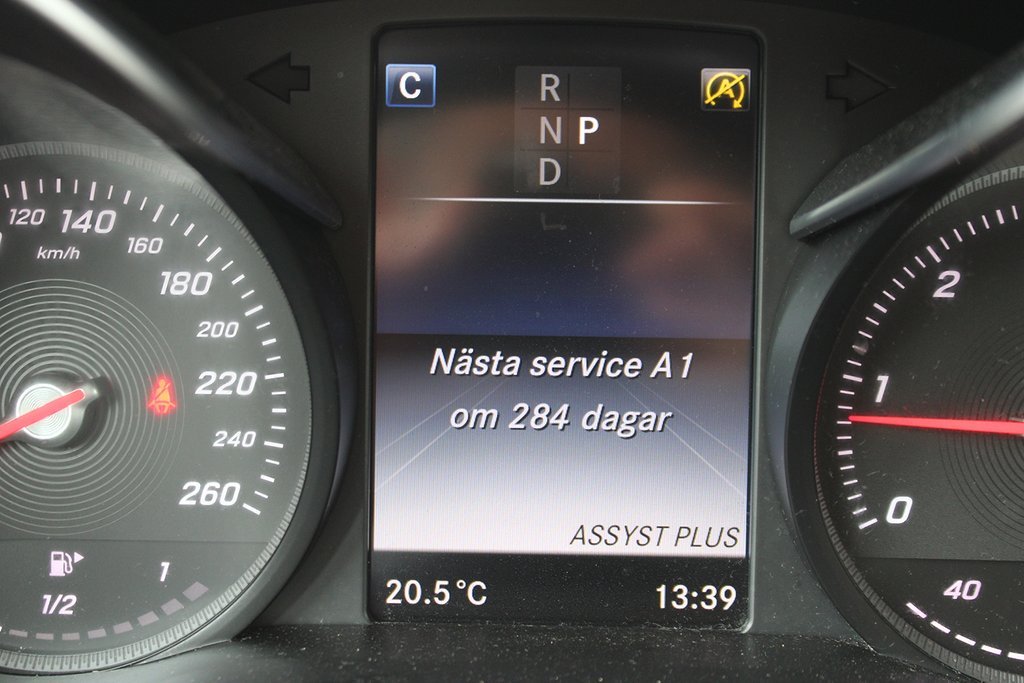 C
R
N P
D
A
120 140 160
km/h
180
200
220
240
260
1/2 1
Nästa service A1
om 284 dagar
ASSYST PLUS
20.5°C 13:39
2
1
0
40